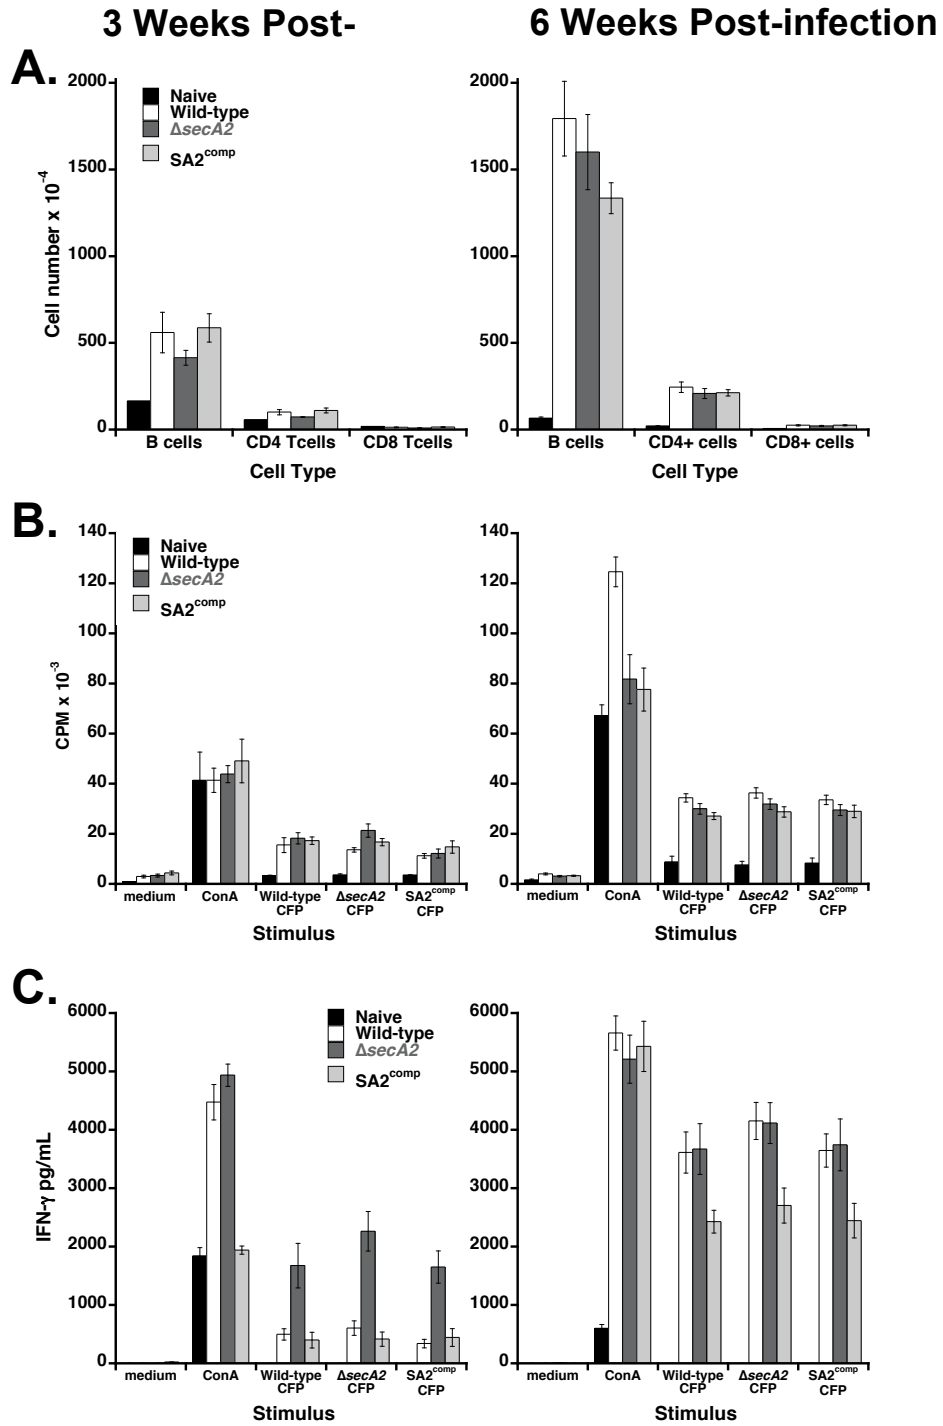 3 Weeks Post-
6 Weeks Post-infection
A.
2000
1500
1000
500
0
Cell number x 10⁻⁴
Naive
Wild-type
ΔsecA2
SA2ᶜᵒᵐᵖ
B cells
CD4 Tcells
CD8 Tcells
Cell Type
2000
1500
1000
500
0
B cells
CD4+ cells
CD8+ cells
Cell Type
B.
140
120
100
80
60
40
20
0
CPM x 10⁻³
Naive
Wild-type
ΔsecA2
SA2ᶜᵒᵐᵖ
medium
ConA
Wild-type
CFP
ΔsecA2
CFP
SA2ᶜᵒᵐᵖ
CFP
Stimulus
140
120
100
80
60
40
20
0
medium
ConA
Wild-type
CFP
ΔsecA2
CFP
SA2ᶜᵒᵐᵖ
CFP
Stimulus
C.
6000
5000
4000
3000
2000
1000
0
IFN-γ pg/mL
Naive
Wild-type
ΔsecA2
SA2ᶜᵒᵐᵖ
medium
ConA
Wild-type
CFP
ΔsecA2
CFP
SA2ᶜᵒᵐᵖ
CFP
Stimulus
6000
5000
4000
3000
2000
1000
0
medium
ConA
Wild-type
CFP
ΔsecA2
CFP
SA2ᶜᵒᵐᵖ
CFP
Stimulus